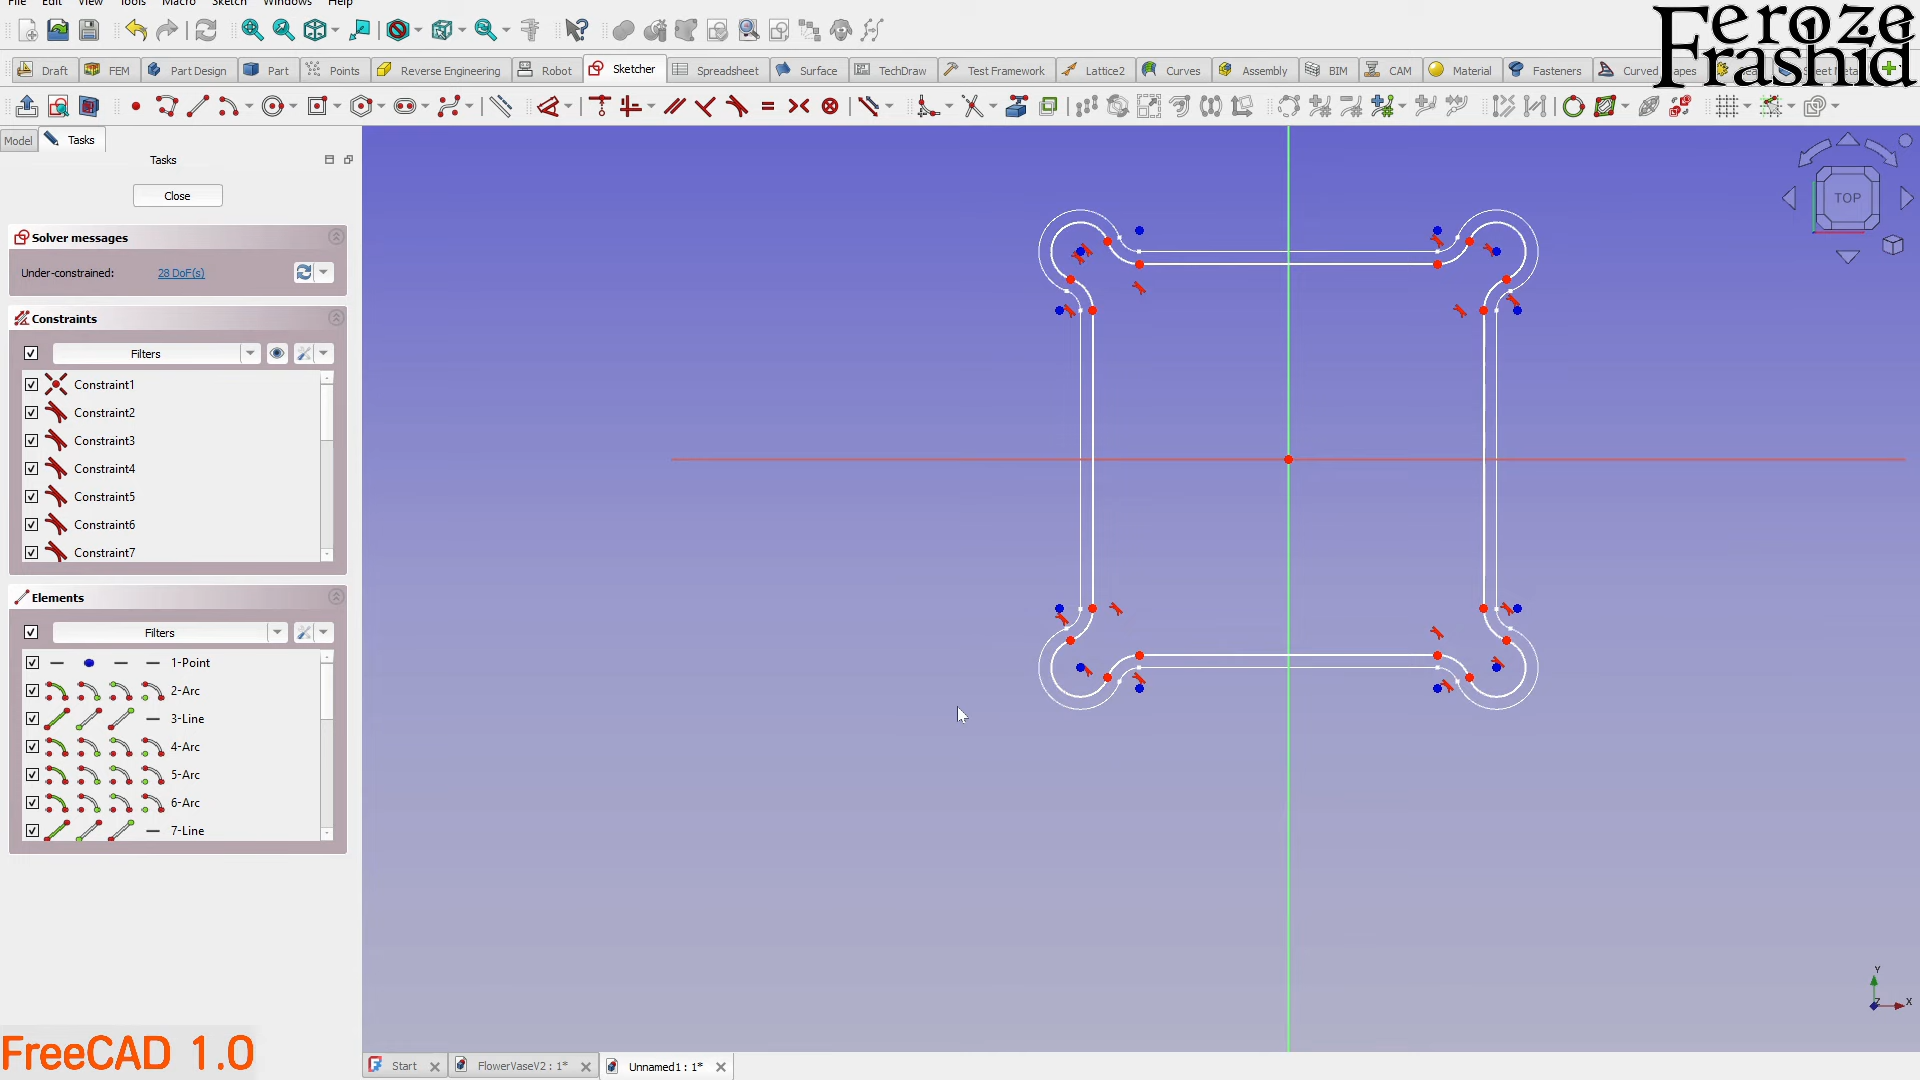 File Edit View Tools Macro Sketch Windows Help
Feroze
Frashid
Draft FEM Part Design Part Points Reverse Engineering Robot Sketcher Spreadsheet Surface TechDraw Test Framework Lattice2 Curves Assembly BIM CAM Material Fasteners
Model Tasks
Tasks
Close
Solver messages
Under-constrained: 28 DoF(s)
Constraints
Filters
Constraint1
Constraint2
Constraint3
Constraint4
Constraint5
Constraint6
Constraint7
Elements
Filters
1-Point
2-Arc
3-Line
4-Arc
5-Arc
6-Arc
7-Line
TOP
Y
Z X
FreeCAD 1.0
Start FlowerVaseV2 : 1* Unnamed1 : 1*